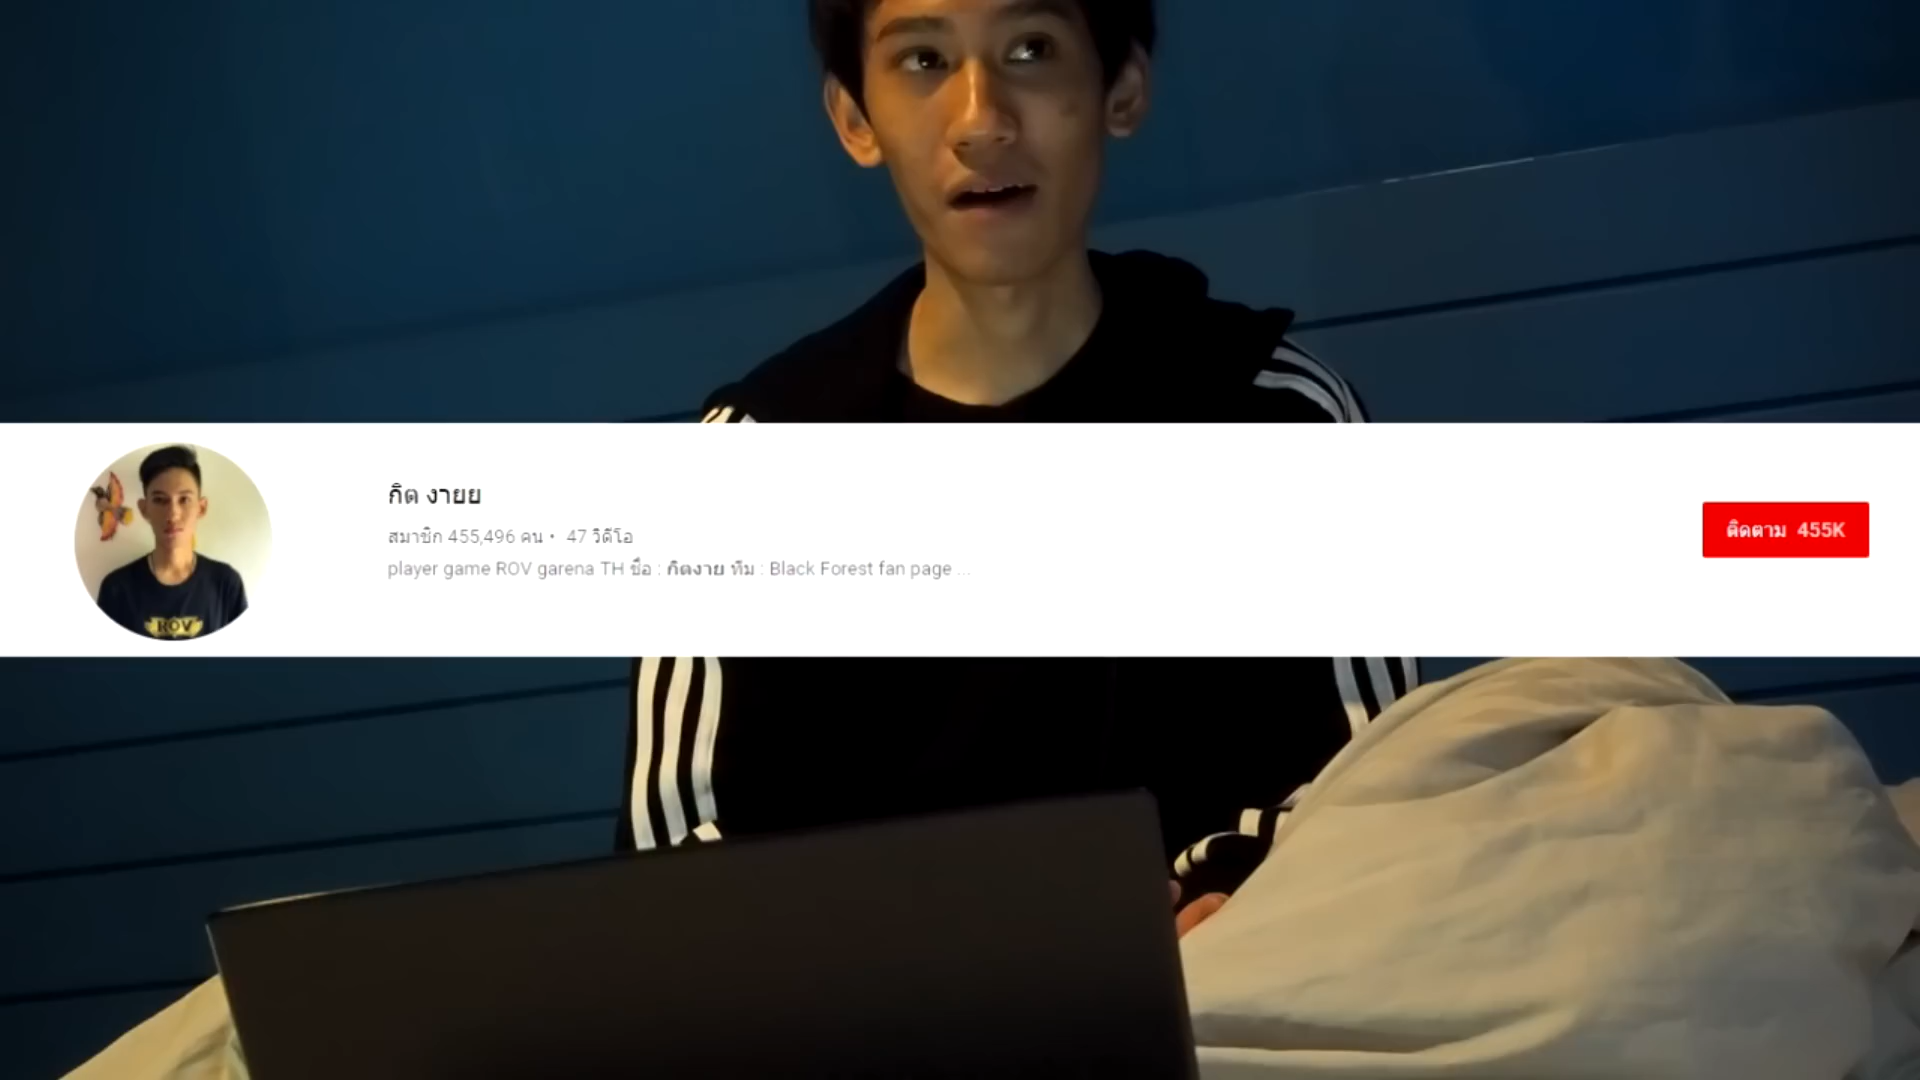 กิต งายย
สมาชิก 455,496 คน • 47 วิดีโอ
ติดตาม 455K
player game ROV garena TH ชื่อ : กิตงาย ทีม : Black Forest fan page ...
ROV